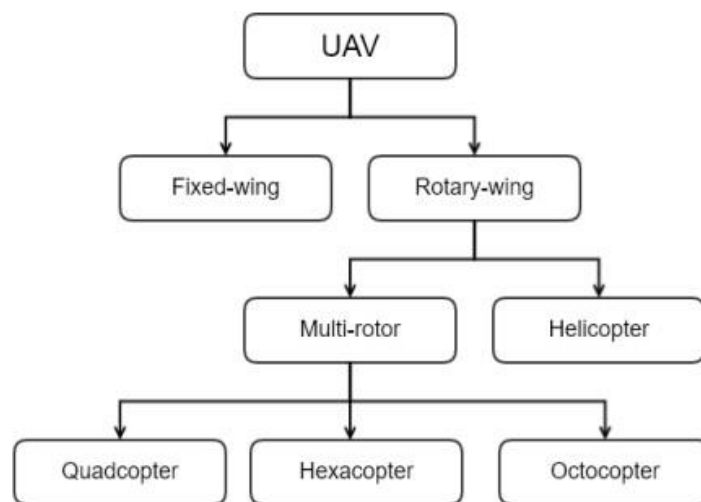 UAV
Fixed-wing
Rotary-wing
Multi-rotor
Helicopter
Quadcopter
Hexacopter
Octocopter